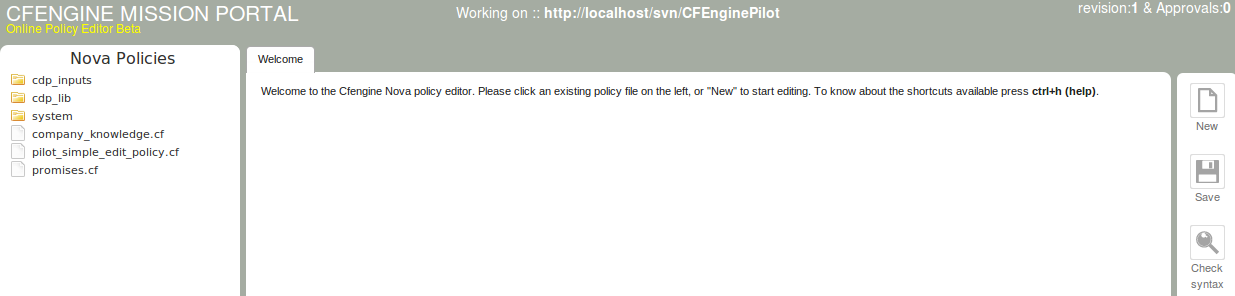 CFENGINE MISSION PORTAL
Online Policy Editor Beta
Working on :: http://localhost/svn/CFEnginePilot
revision:1 & Approvals:0
Nova Policies
cdp_inputs
cdp_lib
system
company_knowledge.cf
pilot_simple_edit_policy.cf
promises.cf
Welcome
Welcome to the Cfengine Nova policy editor. Please click an existing policy file on the left, or "New" to start editing. To know about the shortcuts available press ctrl+h (help).
New
Save
Check
syntax